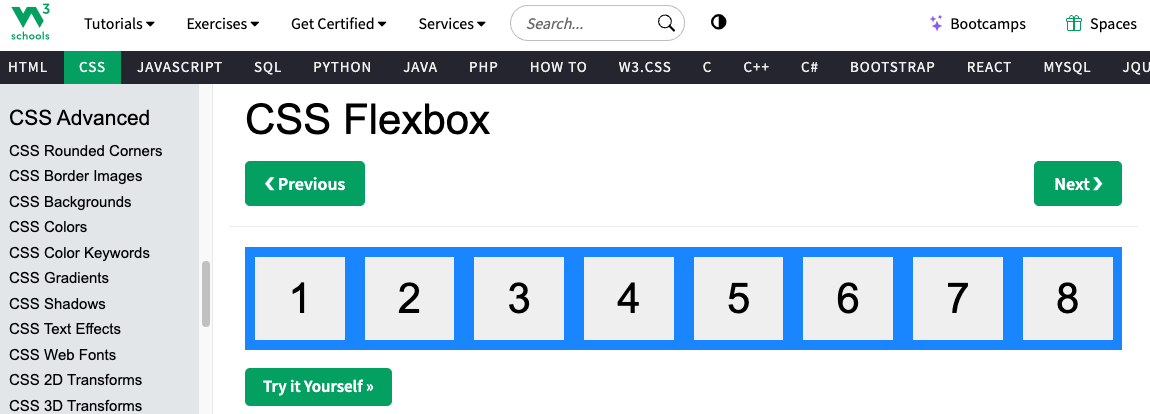 W3
schools
Tutorials Exercises Get Certified Services Search... Bootcamps Spaces
HTML CSS JAVASCRIPT SQL PYTHON JAVA PHP HOW TO W3.CSS C C++ C# BOOTSTRAP REACT MYSQL JQU
CSS Advanced
CSS Rounded Corners
CSS Border Images
CSS Backgrounds
CSS Colors
CSS Color Keywords
CSS Gradients
CSS Shadows
CSS Text Effects
CSS Web Fonts
CSS 2D Transforms
CSS 3D Transforms
CSS Flexbox
❮ Previous
Next ❯
1 2 3 4 5 6 7 8
Try it Yourself »